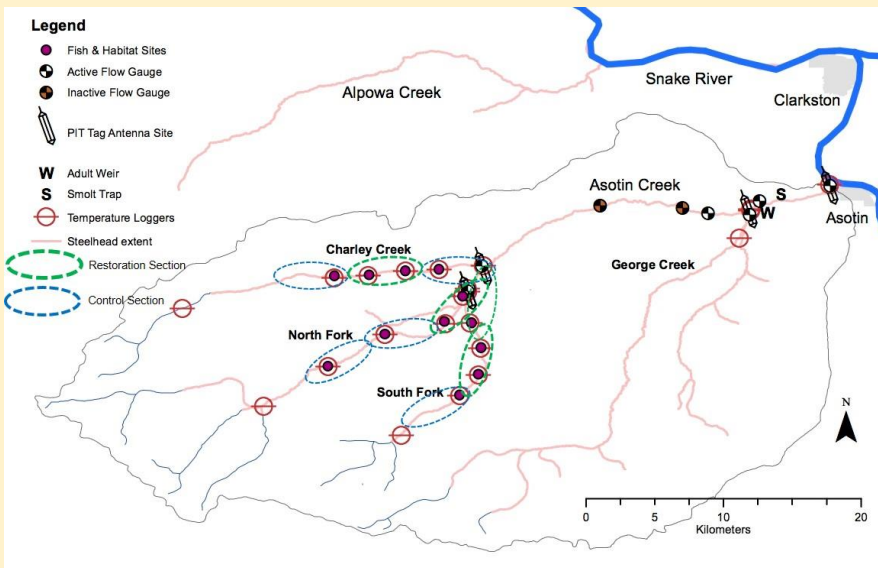 Legend
Fish & Habitat Sites
Active Flow Gauge
Inactive Flow Gauge
PIT Tag Antenna Site
W Adult Weir
S Smolt Trap
Temperature Loggers
Steelhead extent
Restoration Section
Control Section
Alpowa Creek
Snake River
Clarkston
Asotin Creek
S
W
Asotin
Charley Creek
George Creek
North Fork
South Fork
N
0 5 10 20
Kilometers